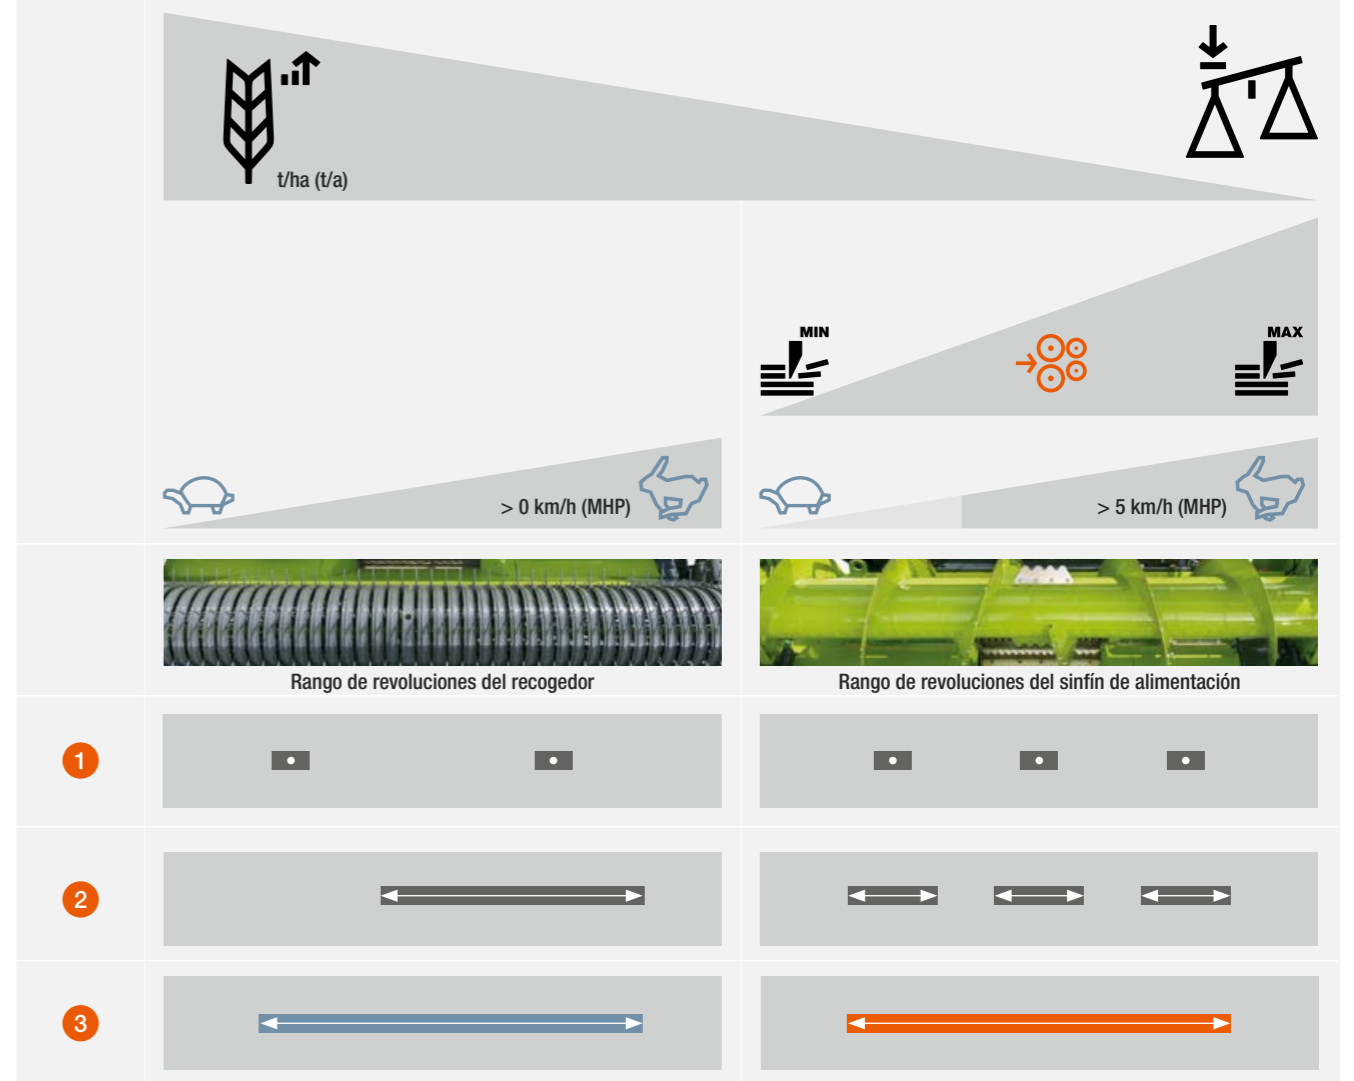 t/ha (t/a)
MIN
MAX
> 0 km/h (MHP)
> 5 km/h (MHP)
Rango de revoluciones del recogedor
Rango de revoluciones del sinfín de alimentación
1
2
3